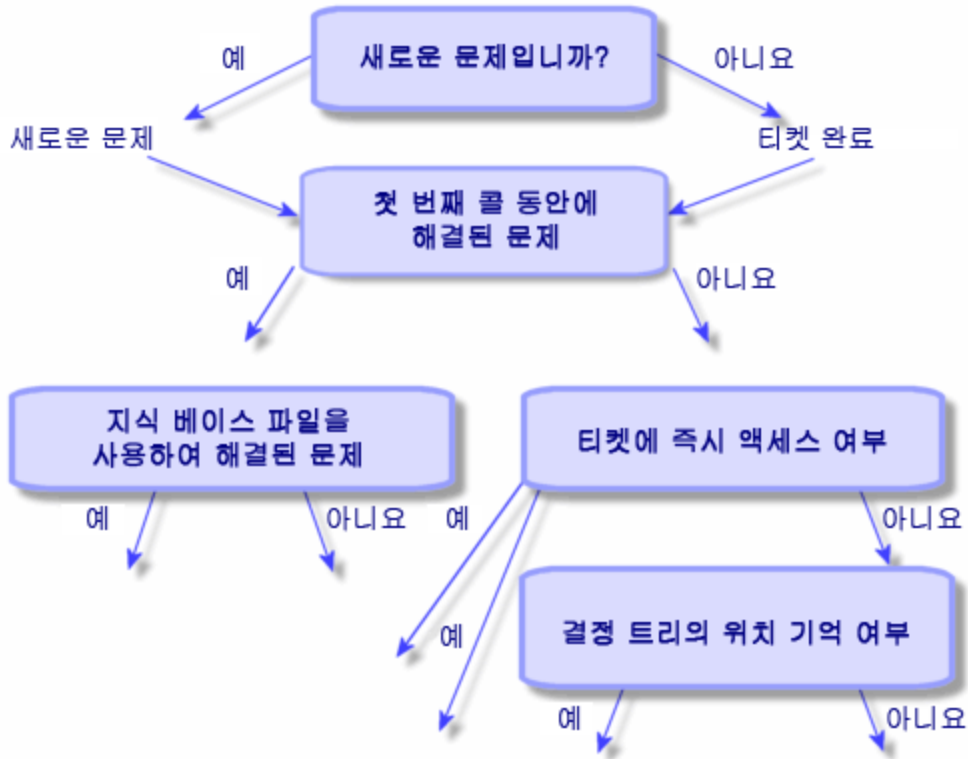 새로운 문제입니까?
예
아니요
새로운 문제
티켓 완료
첫 번째 콜 동안에
해결된 문제
예
아니요
지식 베이스 파일을
사용하여 해결된 문제
티켓에 즉시 액세스 여부
예
아니요
예
아니요
예
결정 트리의 위치 기억 여부
예
아니요